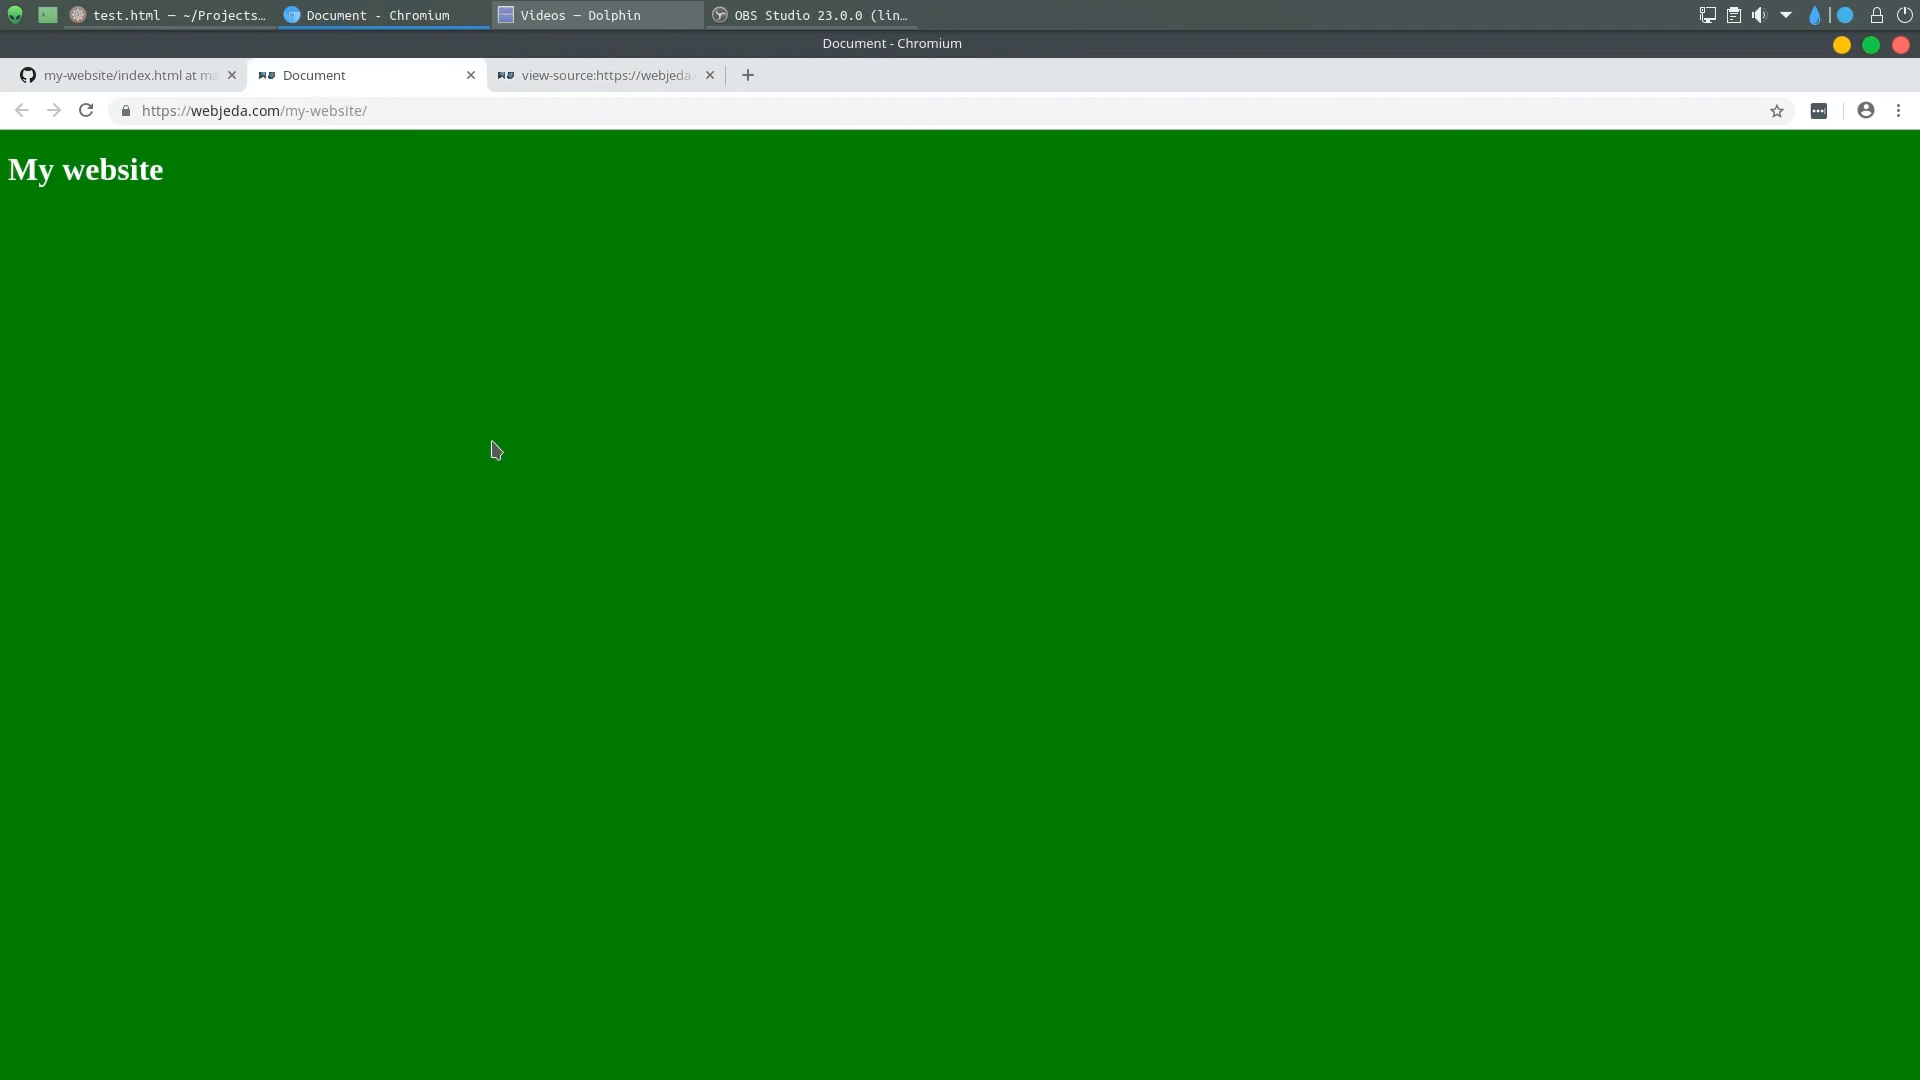 test.html — ~/Projects…
Document - Chromium
Videos — Dolphin
OBS Studio 23.0.0 (lin…
Document - Chromium
my-website/index.html at ma
Document
view-source:https://webjeda.
https://webjeda.com/my-website/
My website